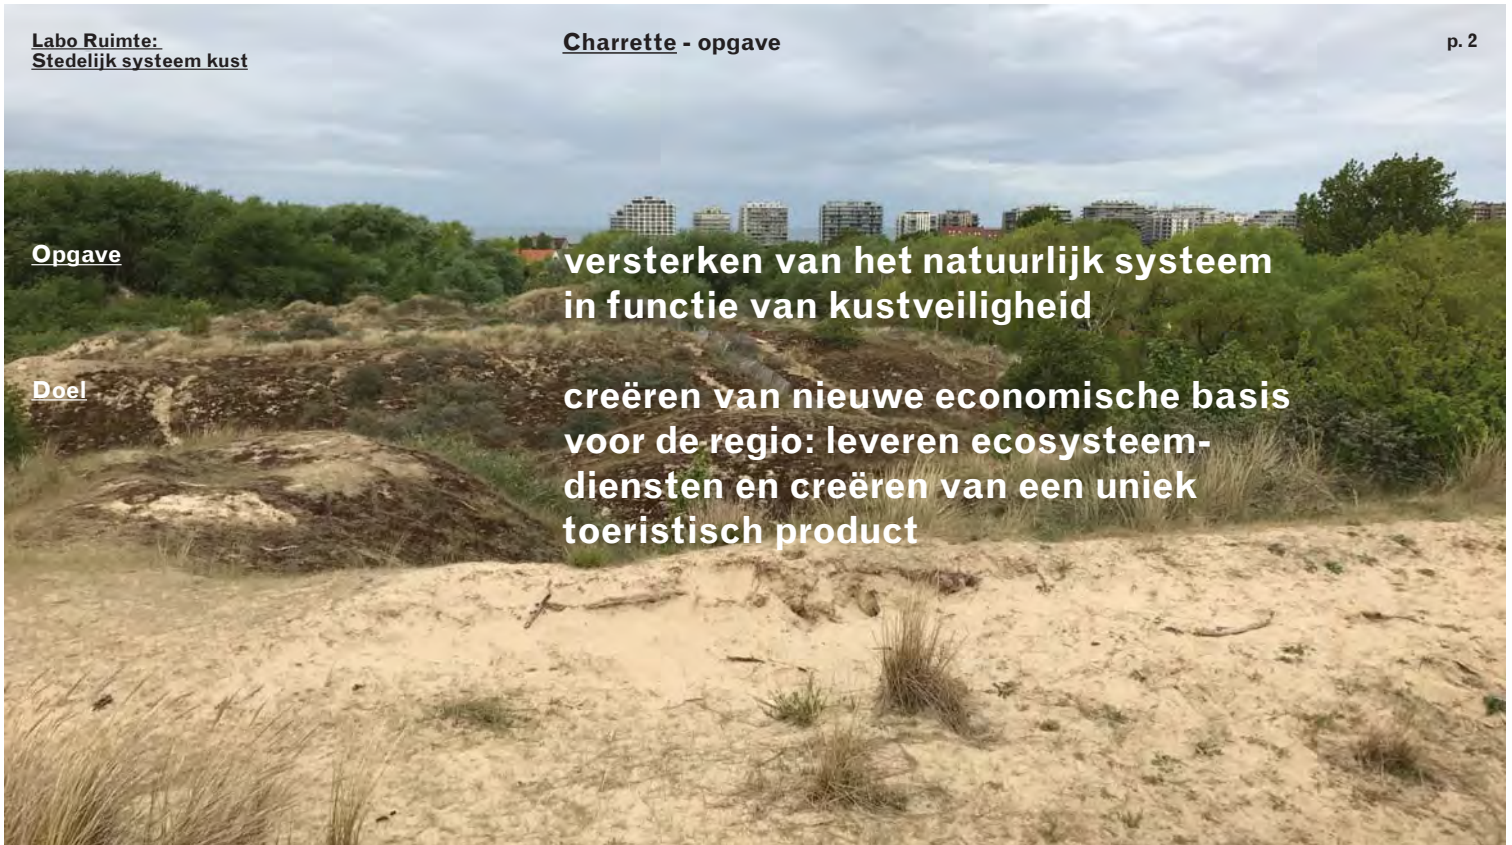 Labo Ruimte:
Stedelijk systeem kust
Charrette - opgave
p. 2
Opgave
versterken van het natuurlijk systeem
in functie van kustveiligheid
Doel
creëren van nieuwe economische basis
voor de regio: leveren ecosysteem-
diensten en creëren van een uniek
toeristisch product